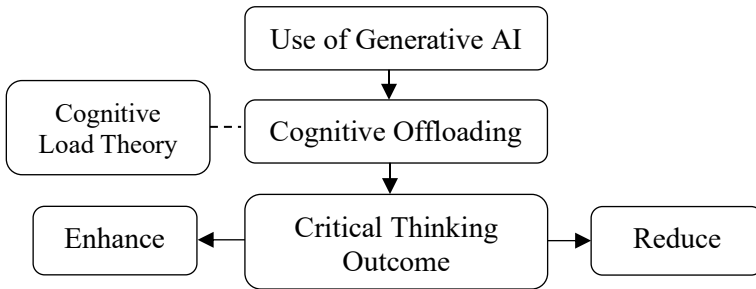 Use of Generative AI
Cognitive
Load Theory
Cognitive Offloading
Enhance
Critical Thinking
Outcome
Reduce